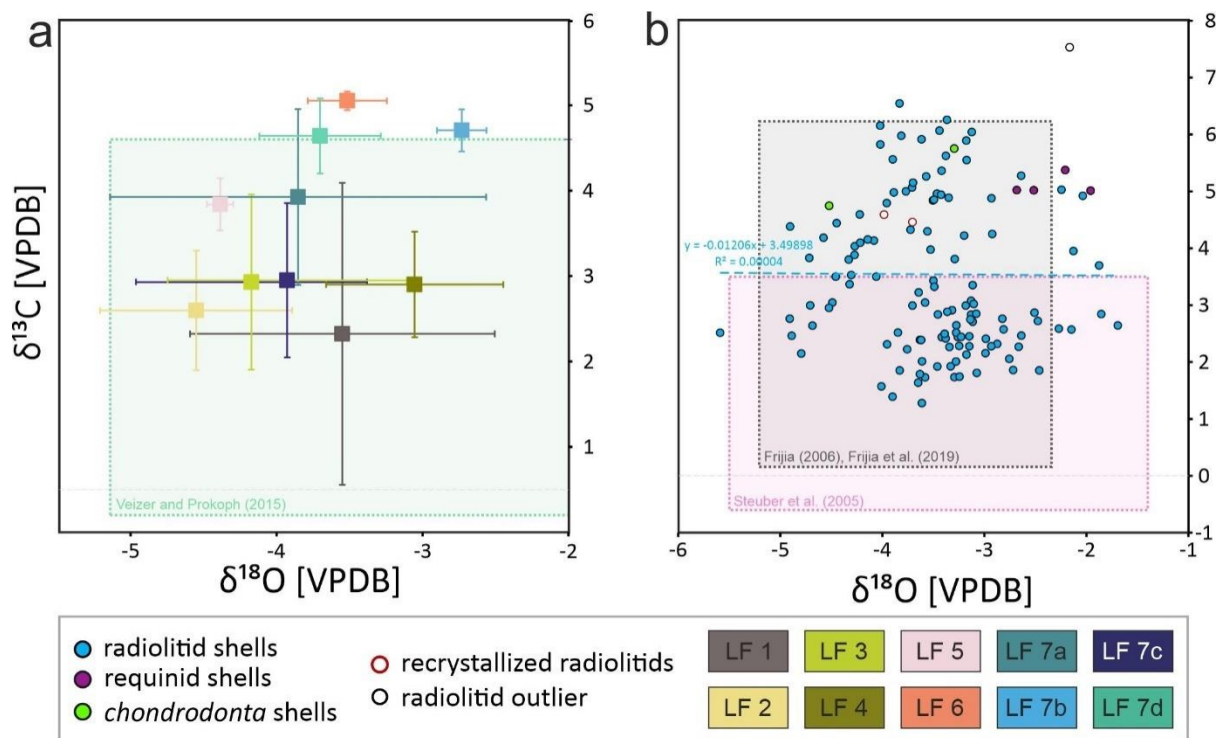 a
6
5
4
3
2
1
δ¹³C [VPDB]
Veizer and Prokoph (2015)
-5
-4
-3
-2
δ¹⁸O [VPDB]
b
8
7
6
5
4
3
2
1
0
-1
δ¹³C [VPDB]
y = -0.01206x + 3.49898
R² = 0.00004
Frijia (2006), Frijia et al. (2019)
Steuber et al. (2005)
-6
-5
-4
-3
-2
-1
δ¹⁸O [VPDB]
radiolitid shells
requinid shells
chondrodonta shells
recrystallized radiolitids
radiolitid outlier
LF 1
LF 3
LF 5
LF 7a
LF 7c
LF 2
LF 4
LF 6
LF 7b
LF 7d